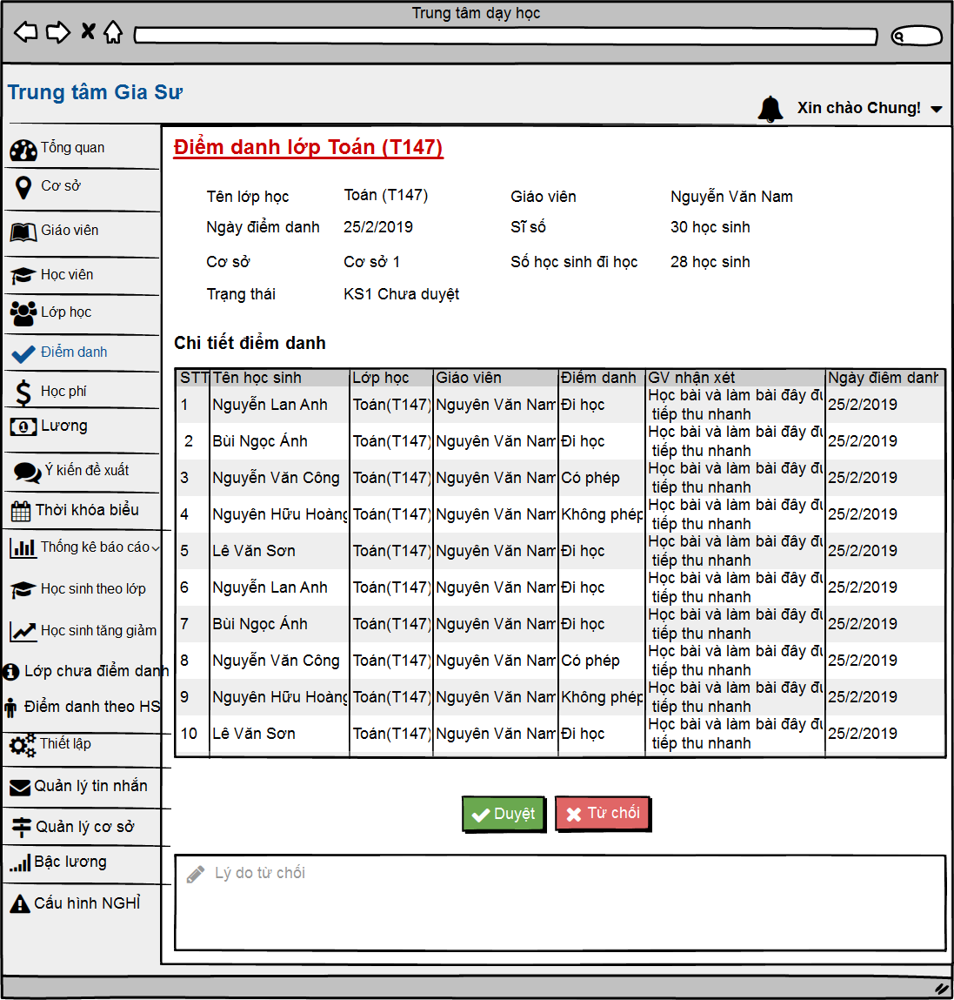 Trung tâm dạy học
Trung tâm Gia Sư
Xin chào Chung!
Tổng quan
Cơ sở
Giáo viên
Học viên
Lớp học
Điểm danh
Học phí
Lương
Ý kiến đề xuất
Thời khóa biểu
Thống kê báo cáo
Học sinh theo lớp
Học sinh tăng giảm
Lớp chưa điểm danh
Điểm danh theo HS
Thiết lập
Quản lý tin nhắn
Quản lý cơ sở
Bậc lương
Cấu hình NGHỈ
Điểm danh lớp Toán (T147)
Tên lớp học Toán (T147) Giáo viên Nguyễn Văn Nam
Ngày điểm danh 25/2/2019 Sĩ số 30 học sinh
Cơ sở Cơ sở 1 Số học sinh đi học 28 học sinh
Trạng thái KS1 Chưa duyệt
Chi tiết điểm danh
STT Tên học sinh Lớp học Giáo viên Điểm danh GV nhận xét Ngày điêm danh
1 Nguyễn Lan Anh Toán(T147) Nguyên Văn Nam Đi học Học bài và làm bài đây đu 25/2/2019
tiếp thu nhanh
2 Bùi Ngọc Ánh Toán(T147) Nguyên Văn Nam Đi học Học bài và làm bài đây đu 25/2/2019
tiếp thu nhanh
3 Nguyễn Văn Công Toán(T147) Nguyên Văn Nam Có phép Học bài và làm bài đây đu 25/2/2019
tiếp thu nhanh
4 Nguyên Hữu Hoàng Toán(T147) Nguyên Văn Nam Không phép Học bài và làm bài đây đu 25/2/2019
tiếp thu nhanh
5 Lê Văn Sơn Toán(T147) Nguyên Văn Nam Đi học Học bài và làm bài đây đu 25/2/2019
tiếp thu nhanh
6 Nguyễn Lan Anh Toán(T147) Nguyên Văn Nam Đi học Học bài và làm bài đây đu 25/2/2019
tiếp thu nhanh
7 Bùi Ngọc Ánh Toán(T147) Nguyên Văn Nam Đi học Học bài và làm bài đây đu 25/2/2019
tiếp thu nhanh
8 Nguyễn Văn Công Toán(T147) Nguyên Văn Nam Có phép Học bài và làm bài đây đu 25/2/2019
tiếp thu nhanh
9 Nguyên Hữu Hoàng Toán(T147) Nguyên Văn Nam Không phép Học bài và làm bài đây đu 25/2/2019
tiếp thu nhanh
10 Lê Văn Sơn Toán(T147) Nguyên Văn Nam Đi học Học bài và làm bài đây đu 25/2/2019
tiếp thu nhanh
Duyệt Từ chối
Lý do từ chối